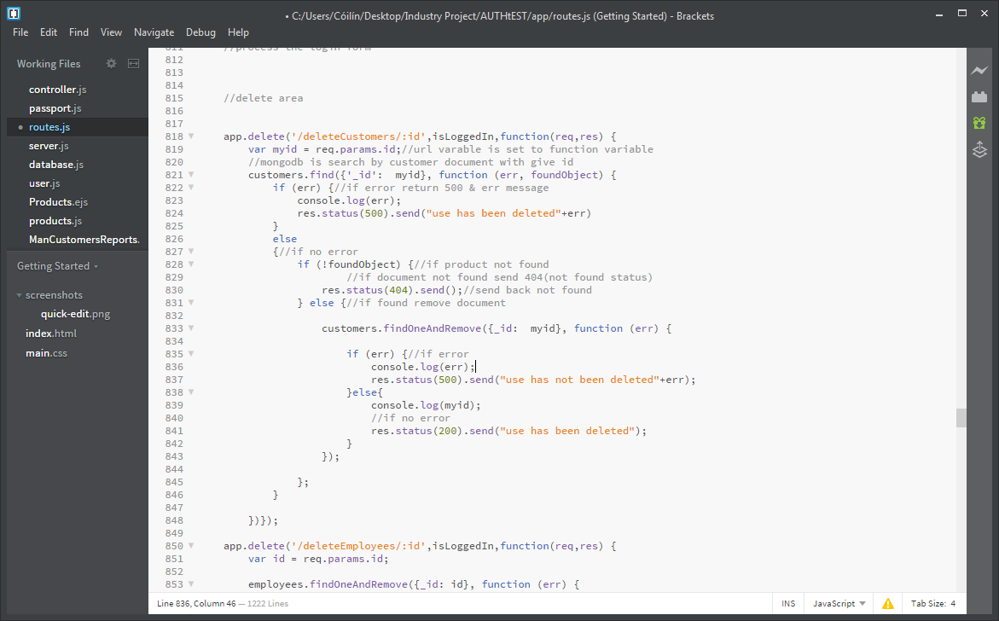 • C:/Users/Cóilín/Desktop/Industry Project/AUTHtEST/app/routes.js (Getting Started) - Brackets
File Edit Find View Navigate Debug Help
Working Files
controller.js
passport.js
routes.js
server.js
database.js
user.js
Products.ejs
products.js
ManCustomersReports.
Getting Started
screenshots
quick-edit.png
index.html
main.css
811 //process the login form
812
813
814
815 //delete area
816
817
818 app.delete('/deleteCustomers/:id',isLoggedIn,function(req,res) {
819 var myid = req.params.id;//url varable is set to function variable
820 //mongodb is search by customer document with give id
821 customers.find({'_id':  myid}, function (err, foundObject) {
822 if (err) {//if error return 500 & err message
823 console.log(err);
824 res.status(500).send("use has been deleted"+err)
825 }
826 else
827 {//if no error
828 if (!foundObject) {//if product not found
829 //if document not found send 404(not found status)
830 res.status(404).send();//send back not found
831 } else {//if found remove document
832
833 customers.findOneAndRemove({_id:  myid}, function (err) {
834
835 if (err) {//if error
836 console.log(err);
837 res.status(500).send("use has not been deleted"+err);
838 }else{
839 console.log(myid);
840 //if no error
841 res.status(200).send("use has been deleted");
842 }
843 });
844
845 };
846 }
847
848 })});
849
850 app.delete('/deleteEmployees/:id',isLoggedIn,function(req,res) {
851 var id = req.params.id;
852
853 employees.findOneAndRemove({_id: id}, function (err) {
Line 836, Column 46 — 1222 Lines INS JavaScript Tab Size: 4